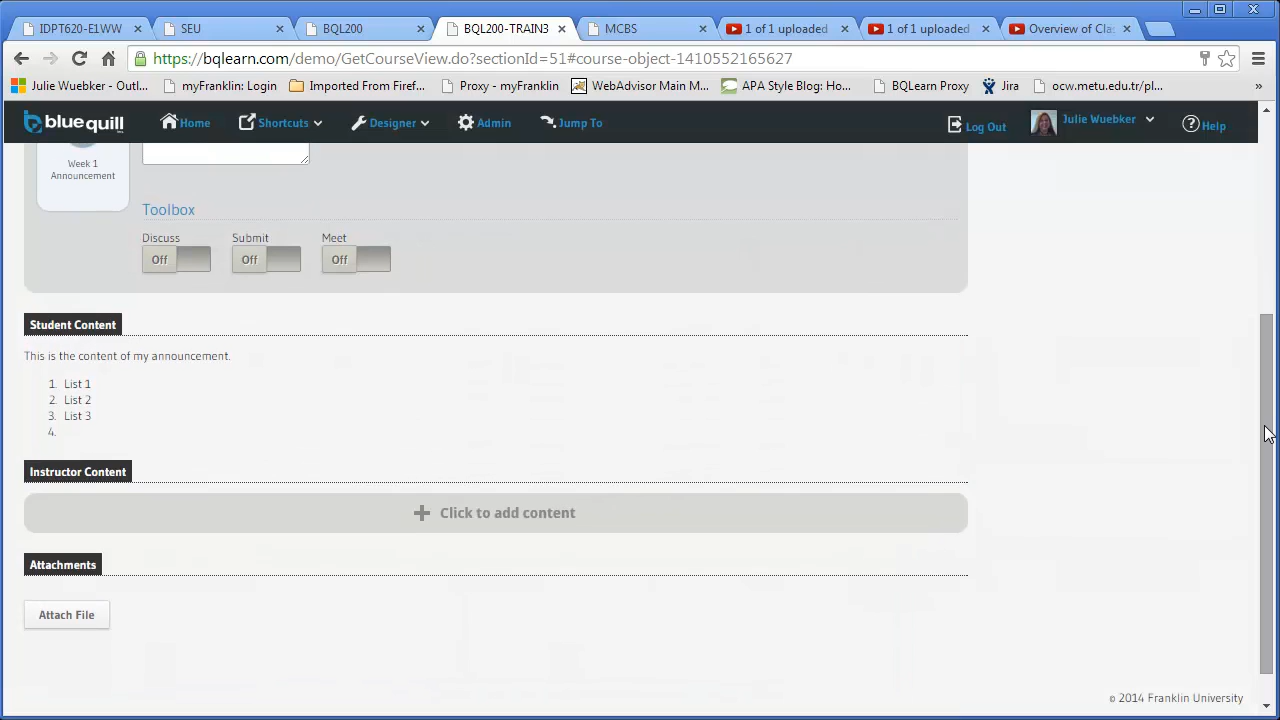 IDPT620-E1WW
SEU
BQL200
BQL200-TRAIN3
MCBS
1 of 1 uploaded
1 of 1 uploaded
Overview of Cla
https://bqlearn.com/demo/GetCourseView.do?sectionId=51#course-object-1410552165627
Julie Wuebker - Outl...
myFranklin: Login
Imported From Firef...
Proxy - myFranklin
WebAdvisor Main M...
APA Style Blog: Ho...
BQLearn Proxy
Jira
ocw.metu.edu.tr/pl...
»
bluequill
Home
Shortcuts
Designer
Admin
Jump To
Log Out
Julie Wuebker
Help
Week 1
Announcement
Toolbox
Discuss
Submit
Meet
Off
Off
Off
Student Content
This is the content of my announcement.
1. List 1
2. List 2
3. List 3
4.
Instructor Content
Click to add content
Attachments
Attach File
© 2014 Franklin University